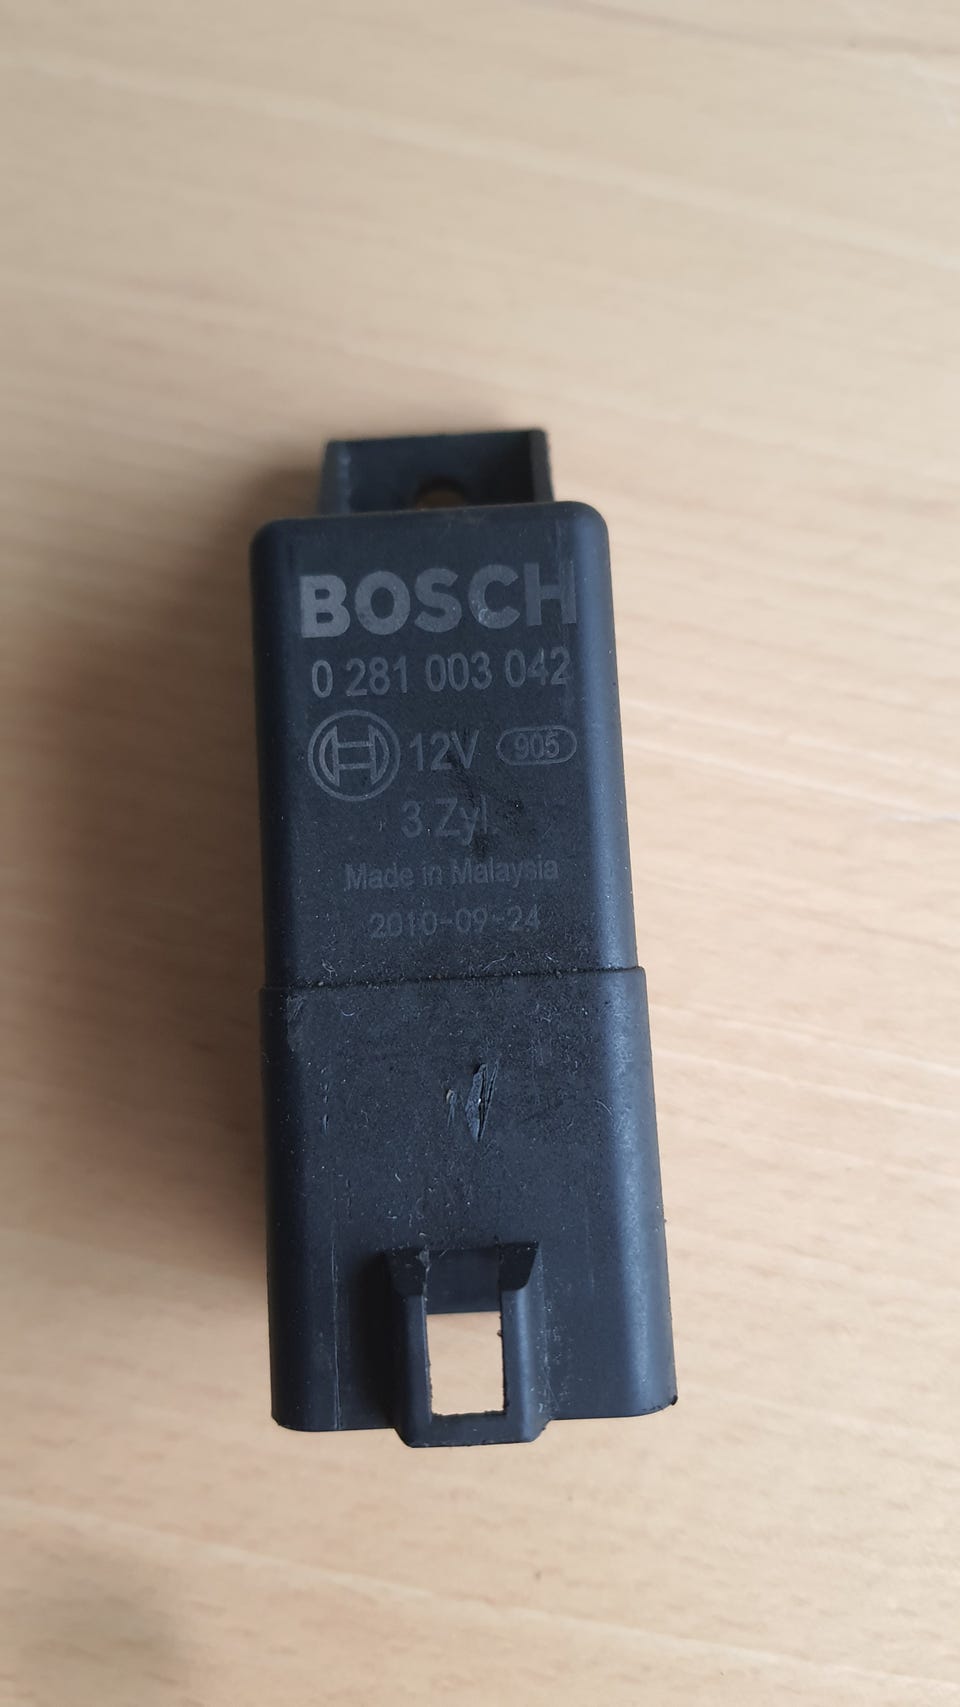 BOSCH
0 281 003 042
12V 905
3 Zyl.
Made in Malaysia
2010-09-24